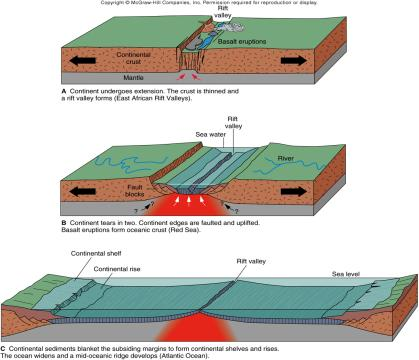 Copyright © McGraw-Hill Companies, Inc. Permission required for reproduction or display.
Rift
valley
Basalt eruptions
Continental
crust
Mantle
A Continent undergoes extension. The crust is thinned and
a rift valley forms (East African Rift Valleys).
Rift
valley
Sea water
River
Fault
blocks
?
?
?
?
B Continent tears in two. Continent edges are faulted and uplifted.
Basalt eruptions form oceanic crust (Red Sea).
Continental shelf
Continental rise
Rift valley
Sea level
C Continental sediments blanket the subsiding margins to form continental shelves and rises.
The ocean widens and a mid-oceanic ridge develops (Atlantic Ocean).